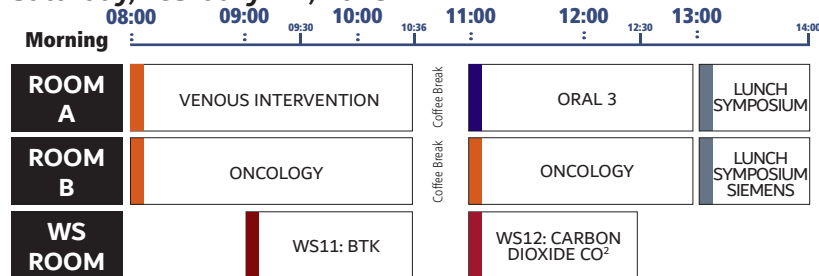 08:00 09:00 10:00 11:00 12:00 13:00
09:30 10:36 12:30 14:00
Morning
ROOM
A
VENOUS INTERVENTION
Coffee Break
ORAL 3
LUNCH
SYMPOSIUM
ROOM
B
ONCOLOGY
Coffee Break
ONCOLOGY
LUNCH
SYMPOSIUM
SIEMENS
WS
ROOM
WS11: BTK
WS12: CARBON
DIOXIDE CO²